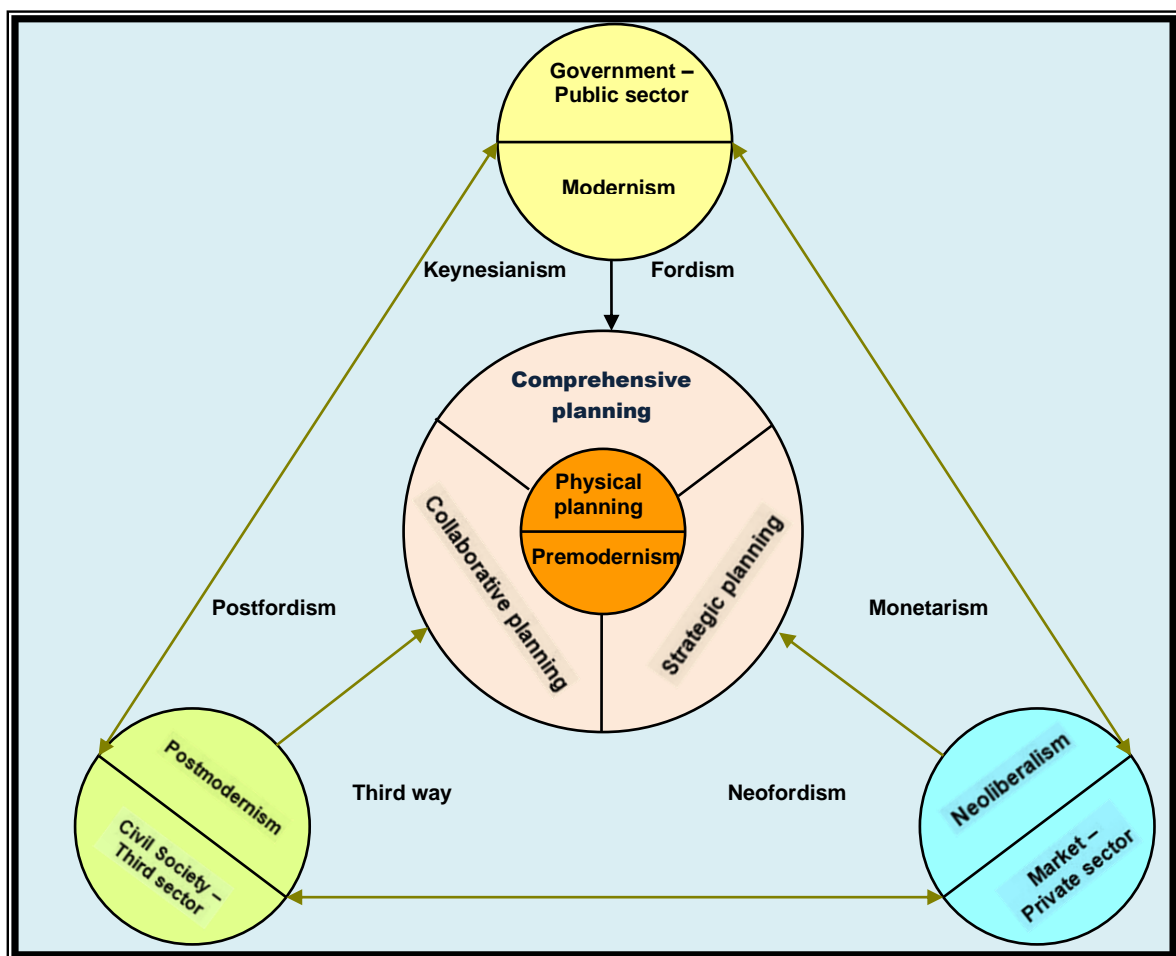 Government –
Public sector
Modernism
Keynesianism
Fordism
Comprehensive
planning
Physical
planning
Premodernism
Collaborative planning
Strategic planning
Postfordism
Monetarism
Postmodernism
Civil Society –
Third sector
Third way
Neofordism
Neoliberalism
Market –
Private sector